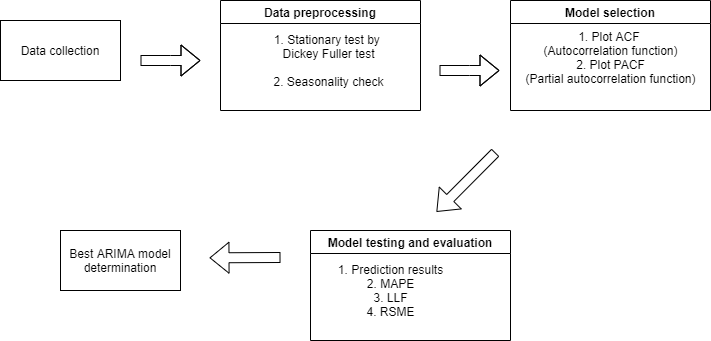 Data collection
Data preprocessing
1. Stationary test by
Dickey Fuller test
2. Seasonality check
Model selection
1. Plot ACF
(Autocorrelation function)
2. Plot PACF
(Partial autocorrelation function)
Model testing and evaluation
1. Prediction results
2. MAPE
3. LLF
4. RSME
Best ARIMA model
determination